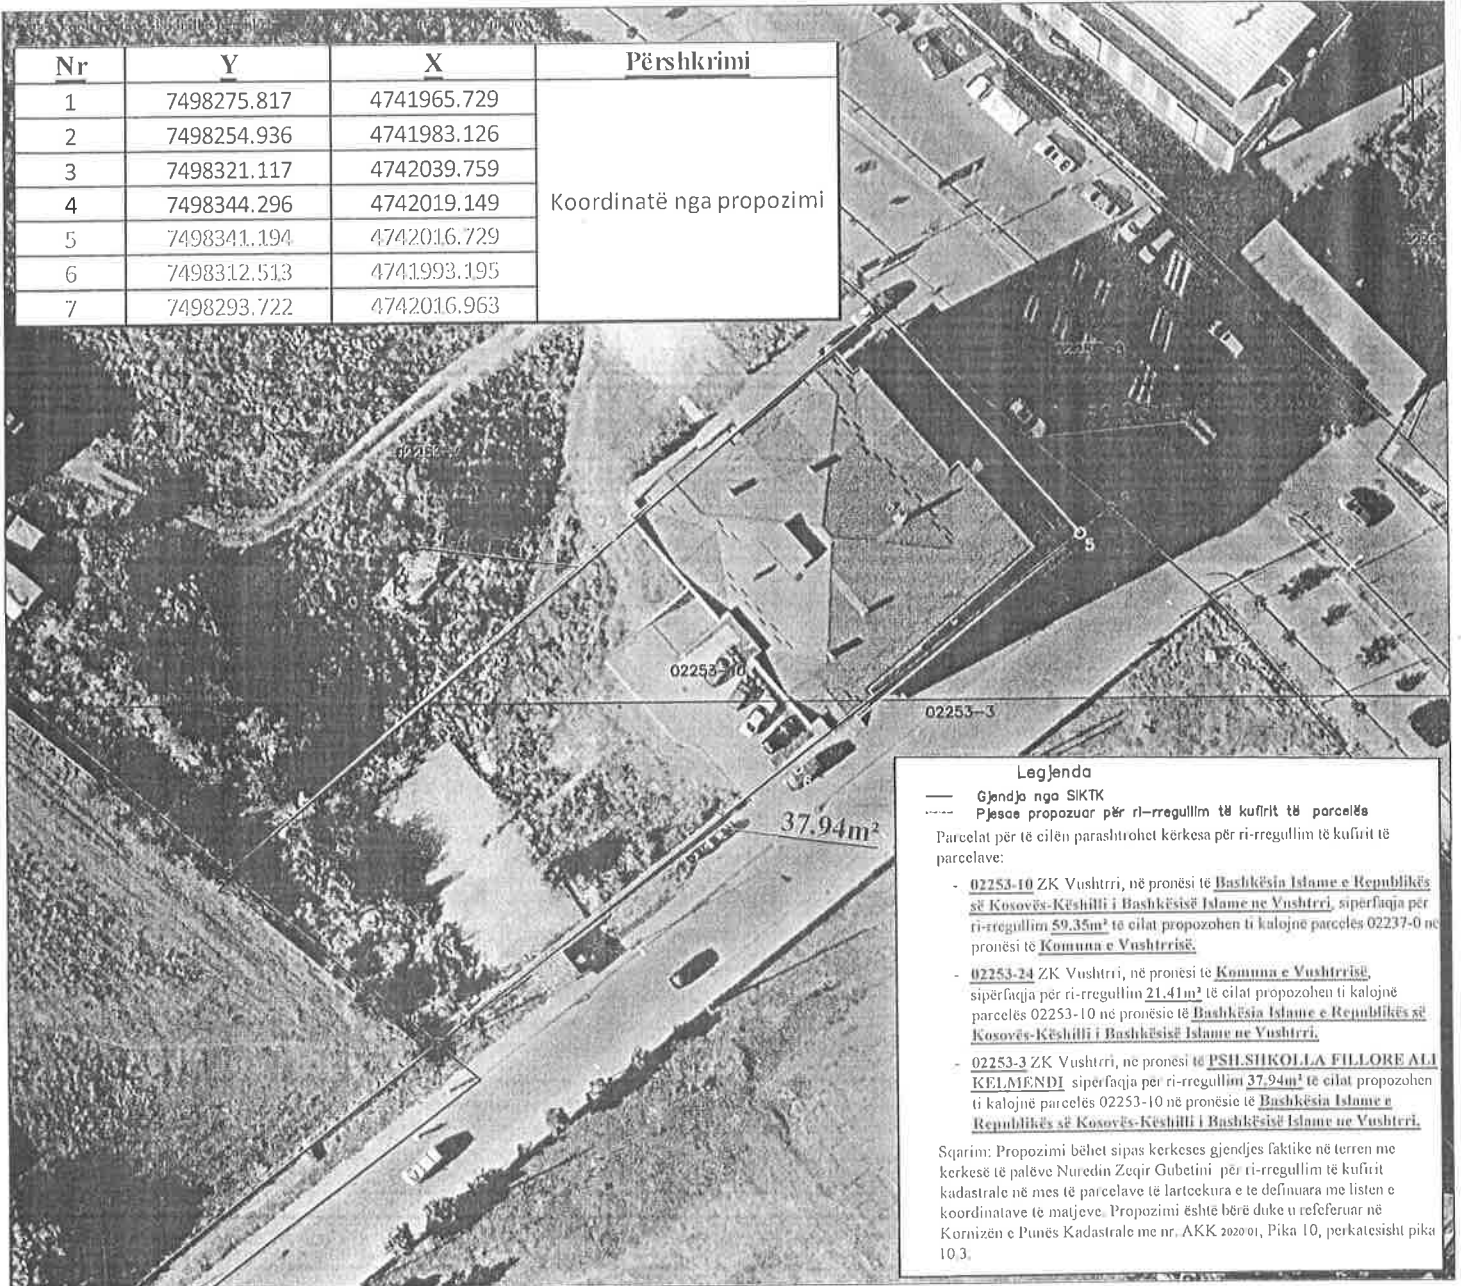 Nr Y X Përshkrimi
1 7498275.817 4741965.729
2 7498254.936 4741983.126
3 7498321.117 4742039.759
4 7498344.296 4742019.149 Koordinatë nga propozimi
5 7498341.194 4742016.729
6 7498312.513 4741993.195
7 7498293.722 4742016.963
5
02253-10
02253-3
6
37.94m²
Legjenda
Gjendja nga SIKTK
Pjesae propozuar për ri-rregullim të kufirit të parcelës
Parcelat për të cilën parashtrohet kërkesa për ri-rregullim të kufirit të
parcelave:
- 02253-10 ZK Vushtrri, në pronësi të Bashkësia Islame e Republikës
së Kosovës-Këshilli i Bashkësisë Islame ne Vushtrri, sipërfaqja për
ri-rregullim 59.35m² të cilat propozohen ti kalojnë parcelës 02237-0 në
pronësi të Komuna e Vushtrrisë.
- 02253-24 ZK Vushtrri, në pronësi të Komuna e Vushtrrisë,
sipërfaqja për ri-rregullim 21.41m² të cilat propozohen ti kalojnë
parcelës 02253-10 në pronësie të Bashkësia Islame e Republikës së
Kosovës-Këshilli i Bashkësisë Islame ne Vushtrri.
- 02253-3 ZK Vushtrri, në pronësi të PSH.SHKOLLA FILLORE ALI
KELMENDI sipërfaqja për ri-rregullim 37.94m² të cilat propozohen
ti kalojnë parcelës 02253-10 në pronësie të Bashkësia Islame e
Republikës së Kosovës-Këshilli i Bashkësisë Islame ne Vushtrri.
Sqarim: Propozimi bëhet sipas kerkeses gjendjes faktike në terren me
kerkesë të palëve Nuredin Zeqir Gubetini për ri-rregullim të kufirit
kadastrale në mes të parcelave të lartcekura e te definuara me listen e
koordinatave të matjeve. Propozimi është bërë duke u refeferuar në
Kornizën e Punës Kadastrale me nr. AKK 2020/01, Pika 10, perkatesisht pika
10.3.